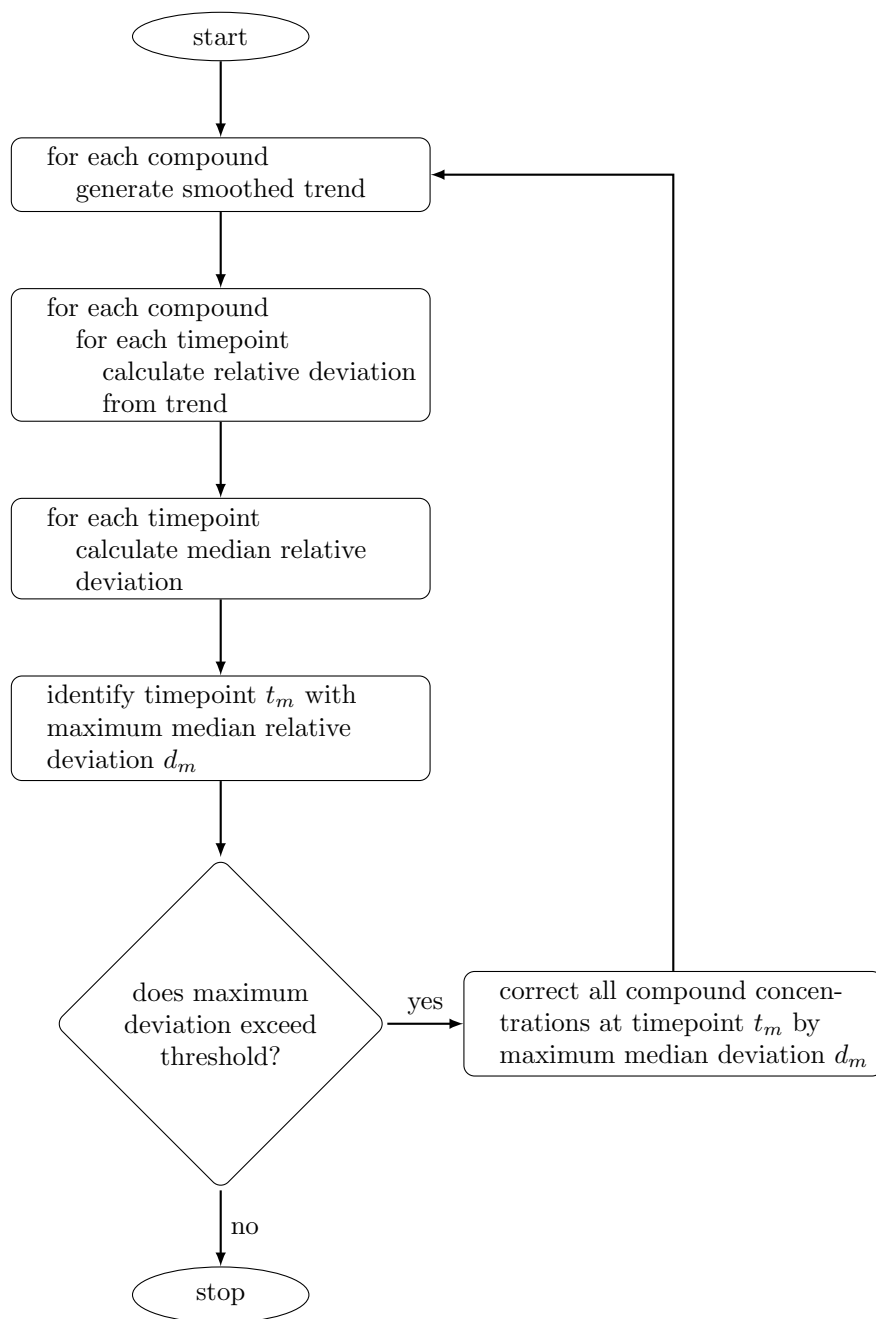 start
for each compound
generate smoothed trend
for each compound
for each timepoint
calculate relative deviation
from trend
for each timepoint
calculate median relative
deviation
identify timepoint t_m with
maximum median relative
deviation d_m
does maximum
deviation exceed
threshold?
yes
correct all compound concen-
trations at timepoint t_m by
maximum median deviation d_m
no
stop